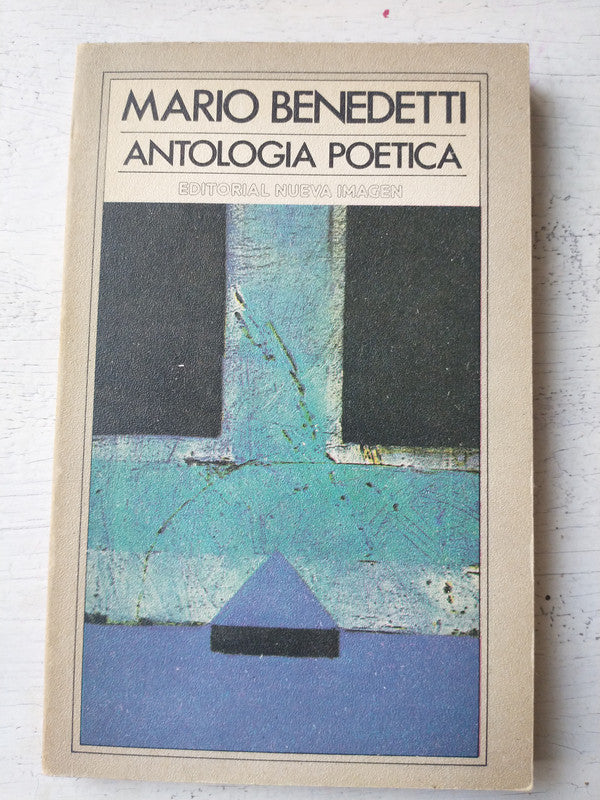 MARIO BENEDETTI
ANTOLOGIA POETICA
EDITORIAL NUEVA IMAGEN